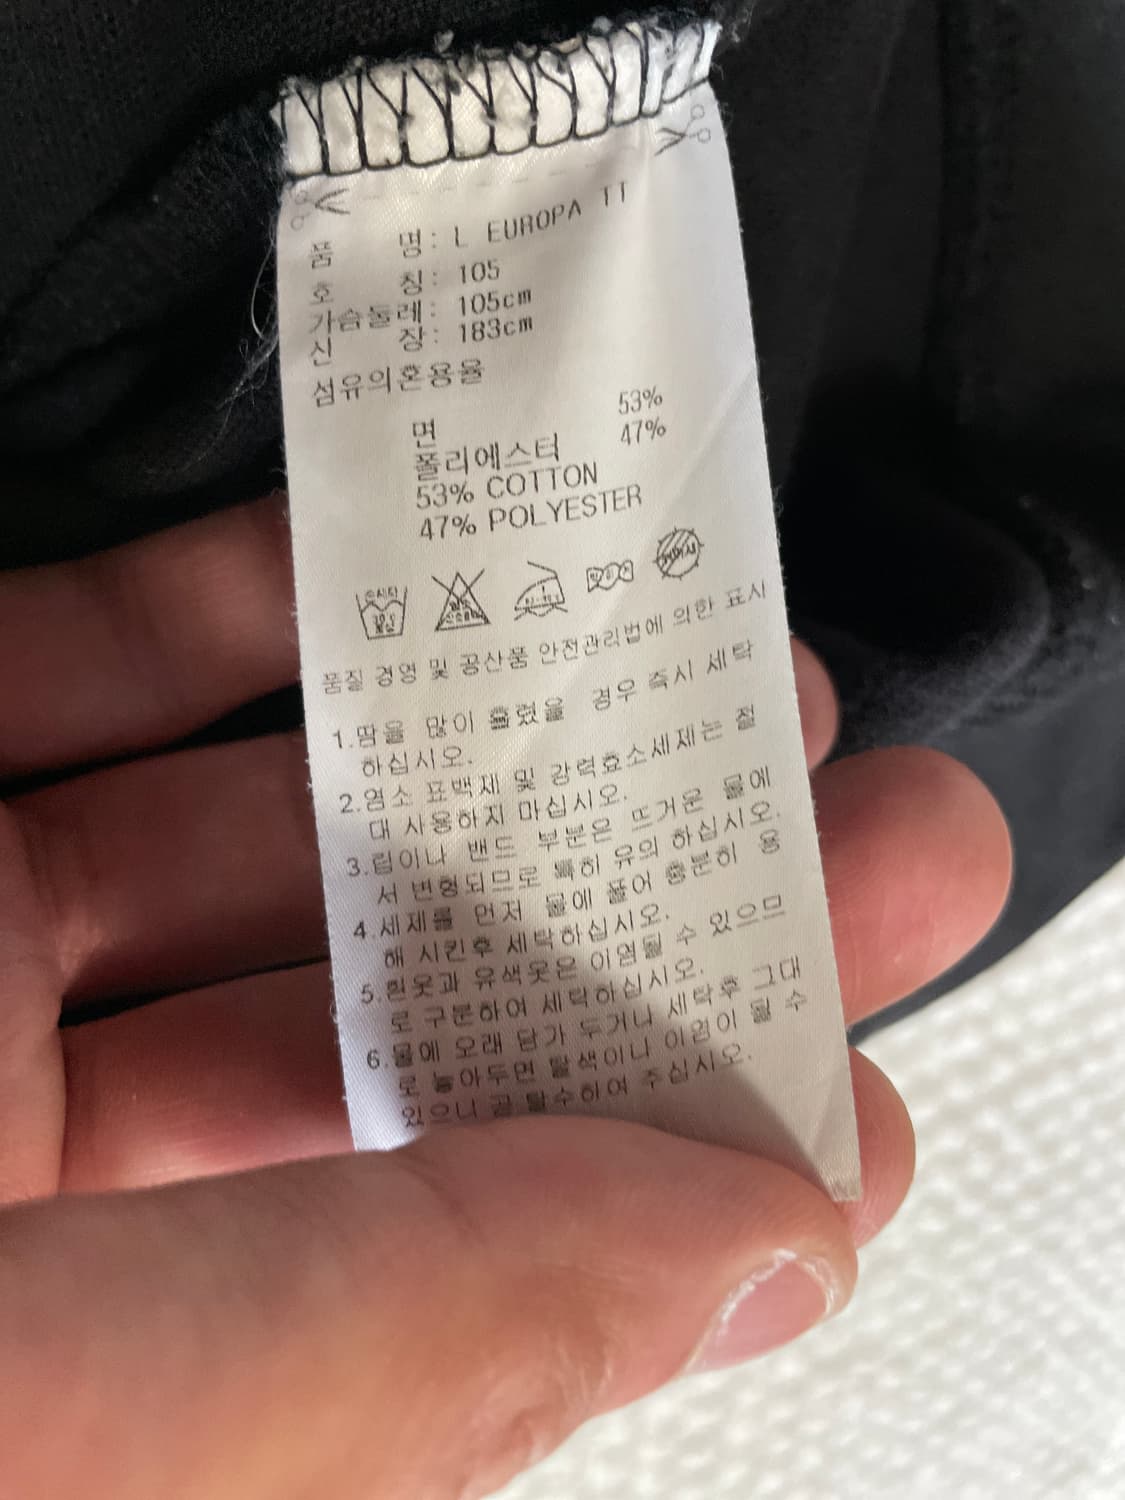 품 명: L EUROPA TT
호 칭: 105
가슴둘레: 105cm
신 장: 183cm
섬유의혼용율
면 53%
폴리에스터 47%
53% COTTON
47% POLYESTER
품질 경영 및 공산품 안전관리법에 의한 표시
1.땀을 많이 흘렸을 경우 즉시 세탁
하십시오.
2.염소 표백제 및 강력효소세제는 절
대 사용하지 마십시오.
3.립이나 밴드 부분은 뜨거운 물에
서 변형되므로 특히 유의 하십시오.
4.세제를 먼저 물에 풀어 충분히 용
해 시킨후 세탁하십시오.
5.흰옷과 유색옷은 이염될 수 있으므
로 구분하여 세탁하십시오.
6.물에 오래 담가 두거나 세탁후 그대
로 놓아두면 탈색이나 이염이 될 수
있으니 곧 탈수하여 주십시오.